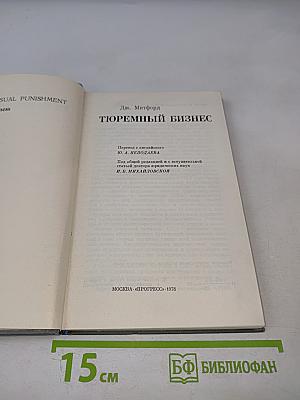 SUAL PUNISHMENT
Дж. Митфорд
ТЮРЕМНЫЙ БИЗНЕС
Перевод с английского
Ю. А. НЕПОДАЕВА
Под общей редакцией и с вступительной
статьей доктора юридических наук
И. Б. МИХАЙЛОВСКОЙ
МОСКВА «ПРОГРЕСС» 1978
15 см
БФ БИБЛИОФАН